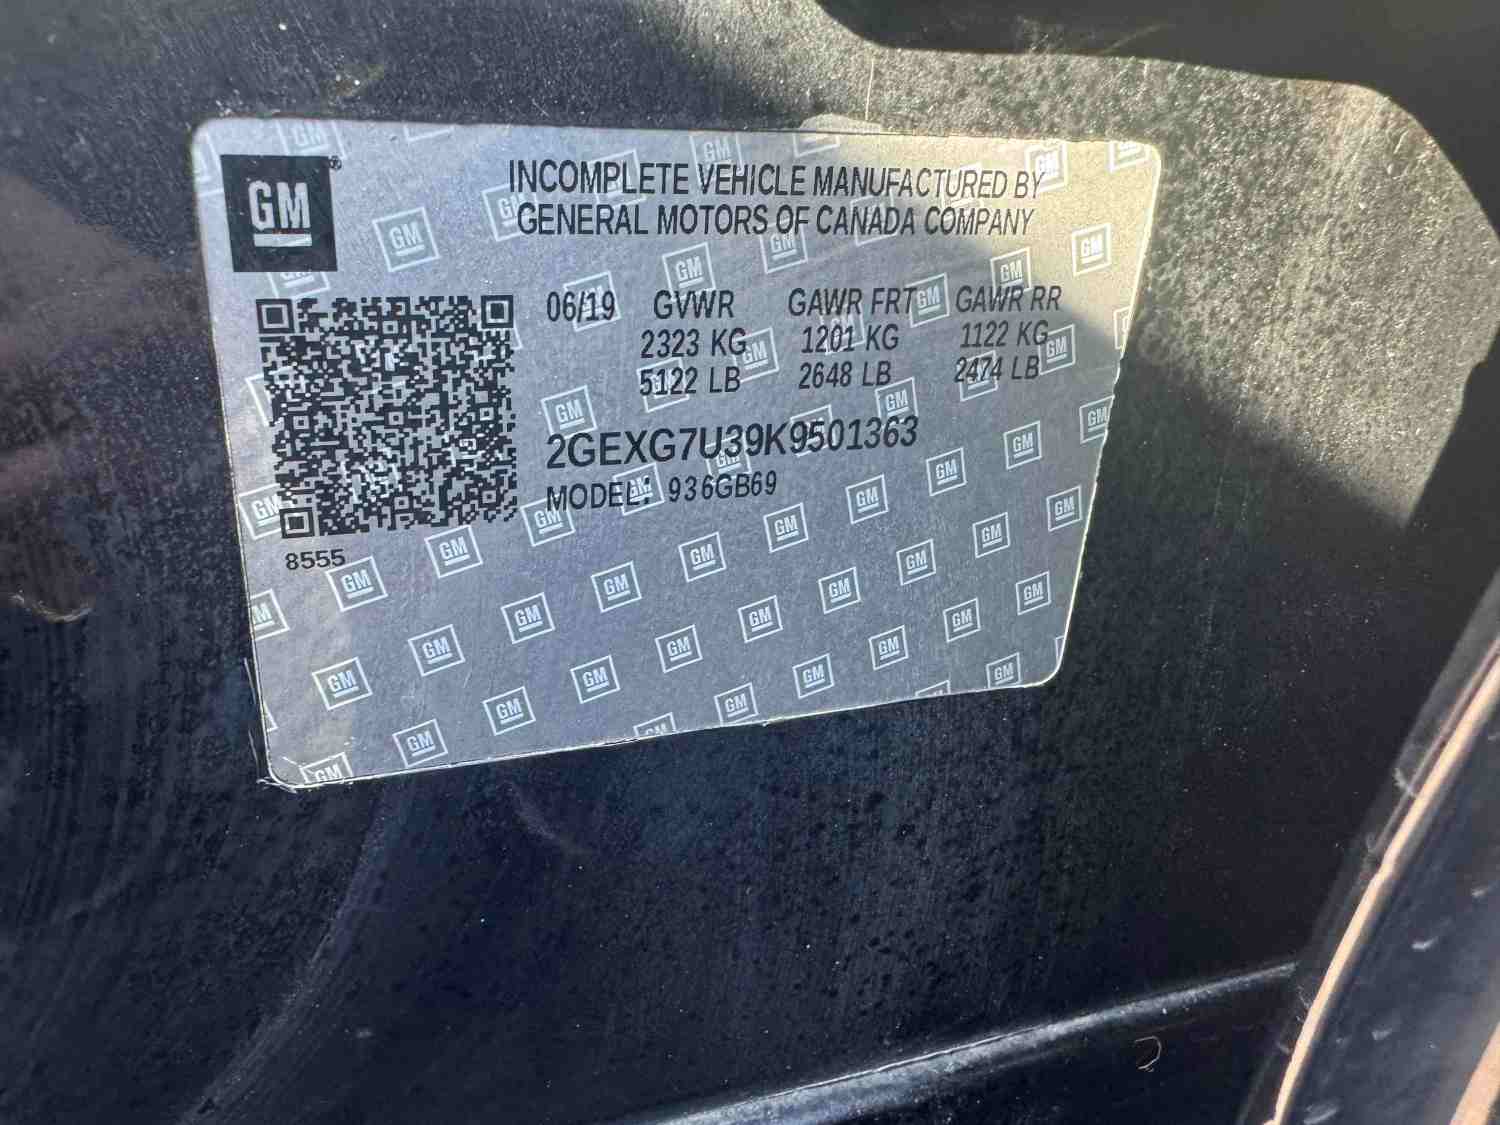 GM ®
INCOMPLETE VEHICLE MANUFACTURED BY
GENERAL MOTORS OF CANADA COMPANY
06/19 GVWR GAWR FRT GAWR RR
2323 KG 1201 KG 1122 KG
5122 LB 2648 LB 2474 LB
2GEXG7U39K9501363
MODEL: 936GB69
8555